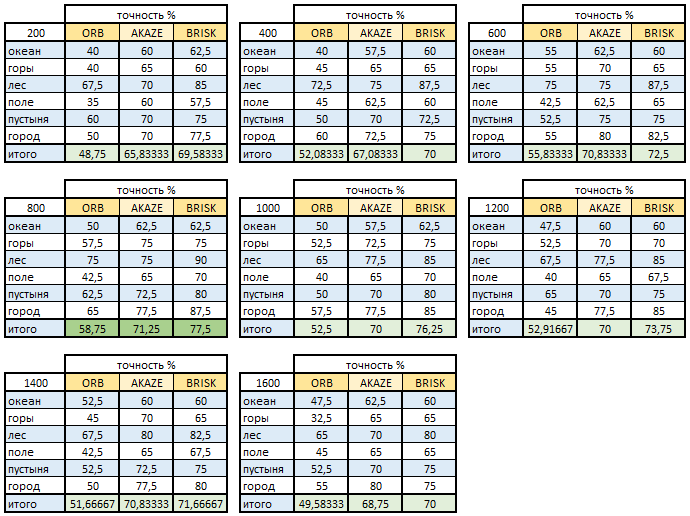 точность %
200 ORB AKAZE BRISK
океан 40 60 62,5
горы 40 65 60
лес 67,5 70 85
поле 35 60 57,5
пустыня 60 70 75
город 50 70 77,5
итого 48,75 65,83333 69,58333
точность %
400 ORB AKAZE BRISK
океан 40 57,5 60
горы 45 65 65
лес 72,5 75 87,5
поле 45 62,5 60
пустыня 50 70 72,5
город 60 72,5 75
итого 52,08333 67,08333 70
точность %
600 ORB AKAZE BRISK
океан 55 62,5 60
горы 55 70 65
лес 75 75 87,5
поле 42,5 62,5 65
пустыня 52,5 75 75
город 55 80 82,5
итого 55,83333 70,83333 72,5
точность %
800 ORB AKAZE BRISK
океан 50 62,5 62,5
горы 57,5 75 75
лес 75 75 90
поле 42,5 65 70
пустыня 62,5 72,5 80
город 65 77,5 87,5
итого 58,75 71,25 77,5
точность %
1000 ORB AKAZE BRISK
океан 50 57,5 62,5
горы 52,5 72,5 75
лес 65 77,5 85
поле 40 65 70
пустыня 50 70 80
город 57,5 77,5 85
итого 52,5 70 76,25
точность %
1200 ORB AKAZE BRISK
океан 47,5 60 60
горы 52,5 70 70
лес 67,5 77,5 85
поле 40 65 67,5
пустыня 65 70 75
город 45 77,5 85
итого 52,91667 70 73,75
точность %
1400 ORB AKAZE BRISK
океан 52,5 60 60
горы 45 70 65
лес 67,5 80 82,5
поле 42,5 65 67,5
пустыня 52,5 72,5 75
город 50 77,5 80
итого 51,66667 70,83333 71,66667
точность %
1600 ORB AKAZE BRISK
океан 47,5 62,5 60
горы 32,5 65 65
лес 65 70 80
поле 45 65 65
пустыня 52,5 70 75
город 55 80 75
итого 49,58333 68,75 70